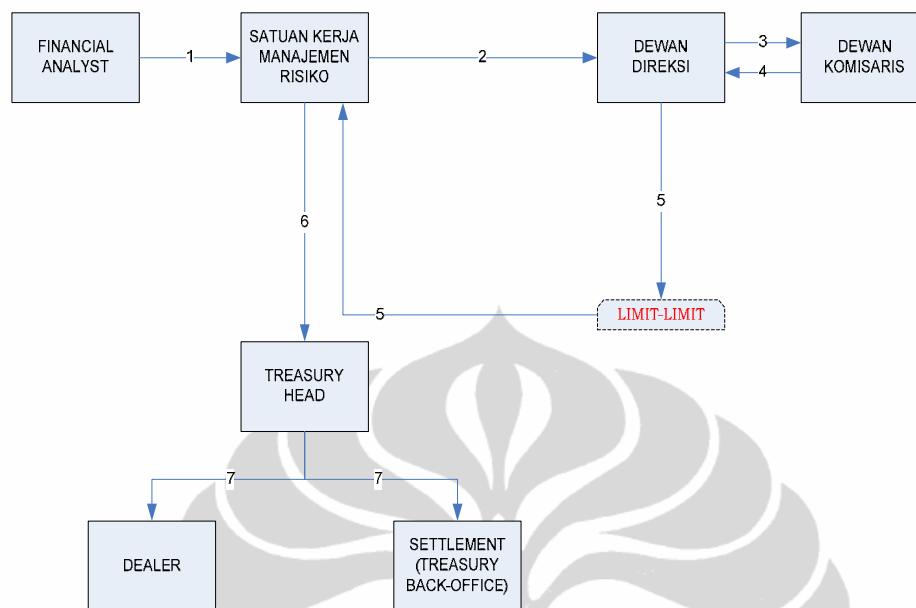 FINANCIAL
ANALYST
1
SATUAN KERJA
MANAJEMEN
RISIKO
2
DEWAN
DIREKSI
3
4
DEWAN
KOMISARIS
6
5
5
LIMIT-LIMIT
TREASURY
HEAD
7
7
DEALER
SETTLEMENT
(TREASURY
BACK-OFFICE)